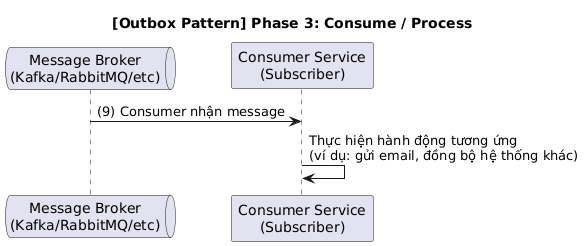 [Outbox Pattern] Phase 3: Consume / Process
Message Broker
(Kafka/RabbitMQ/etc)
Consumer Service
(Subscriber)
(9) Consumer nhận message
Thực hiện hành động tương ứng
(ví dụ: gửi email, đồng bộ hệ thống khác)
Message Broker
(Kafka/RabbitMQ/etc)
Consumer Service
(Subscriber)